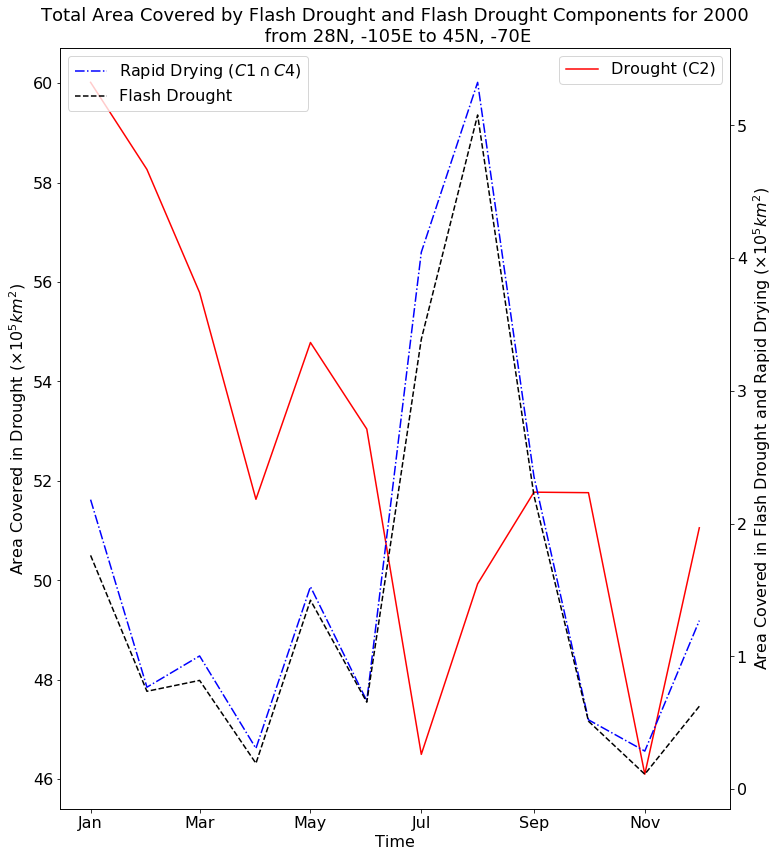 Total Area Covered by Flash Drought and Flash Drought Components for 2000
from 28N, -105E to 45N, -70E
Rapid Drying (C1 ∩ C4)
Flash Drought
Drought (C2)
Area Covered in Drought (×10⁵km²)
60
58
56
54
52
50
48
46
Area Covered in Flash Drought and Rapid Drying (×10⁵km²)
5
4
3
2
1
0
Jan Mar May Jul Sep Nov
Time